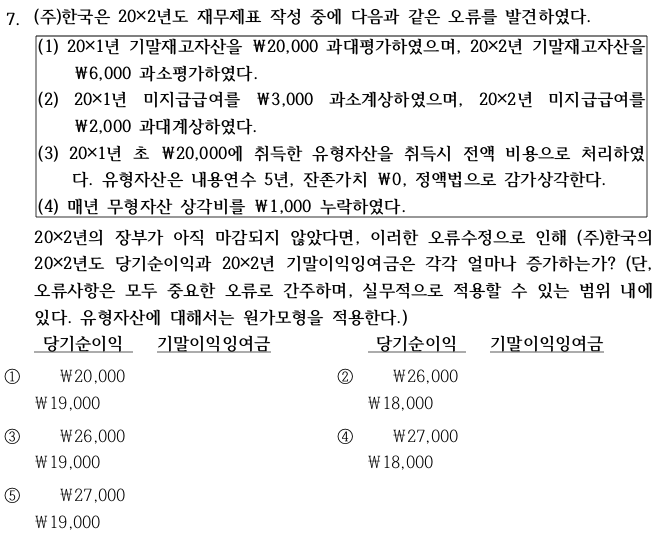 7. (주)한국은 20×2년도 재무제표 작성 중에 다음과 같은 오류를 발견하였다.
(1) 20×1년 기말재고자산을 ₩20,000 과대평가하였으며, 20×2년 기말재고자산을
₩6,000 과소평가하였다.
(2) 20×1년 미지급급여를 ₩3,000 과소계상하였으며, 20×2년 미지급급여를
₩2,000 과대계상하였다.
(3) 20×1년 초 ₩20,000에 취득한 유형자산을 취득시 전액 비용으로 처리하였
다. 유형자산은 내용연수 5년, 잔존가치 ₩0, 정액법으로 감가상각한다.
(4) 매년 무형자산 상각비를 ₩1,000 누락하였다.
20×2년의 장부가 아직 마감되지 않았다면, 이러한 오류수정으로 인해 (주)한국의
20×2년도 당기순이익과 20×2년 기말이익잉여금은 각각 얼마나 증가하는가? (단,
오류사항은 모두 중요한 오류로 간주하며, 실무적으로 적용할 수 있는 범위 내에
있다. 유형자산에 대해서는 원가모형을 적용한다.)
당기순이익 기말이익잉여금 당기순이익 기말이익잉여금
① ₩20,000 ② ₩26,000
₩19,000 ₩18,000
③ ₩26,000 ④ ₩27,000
₩19,000 ₩18,000
⑤ ₩27,000
₩19,000